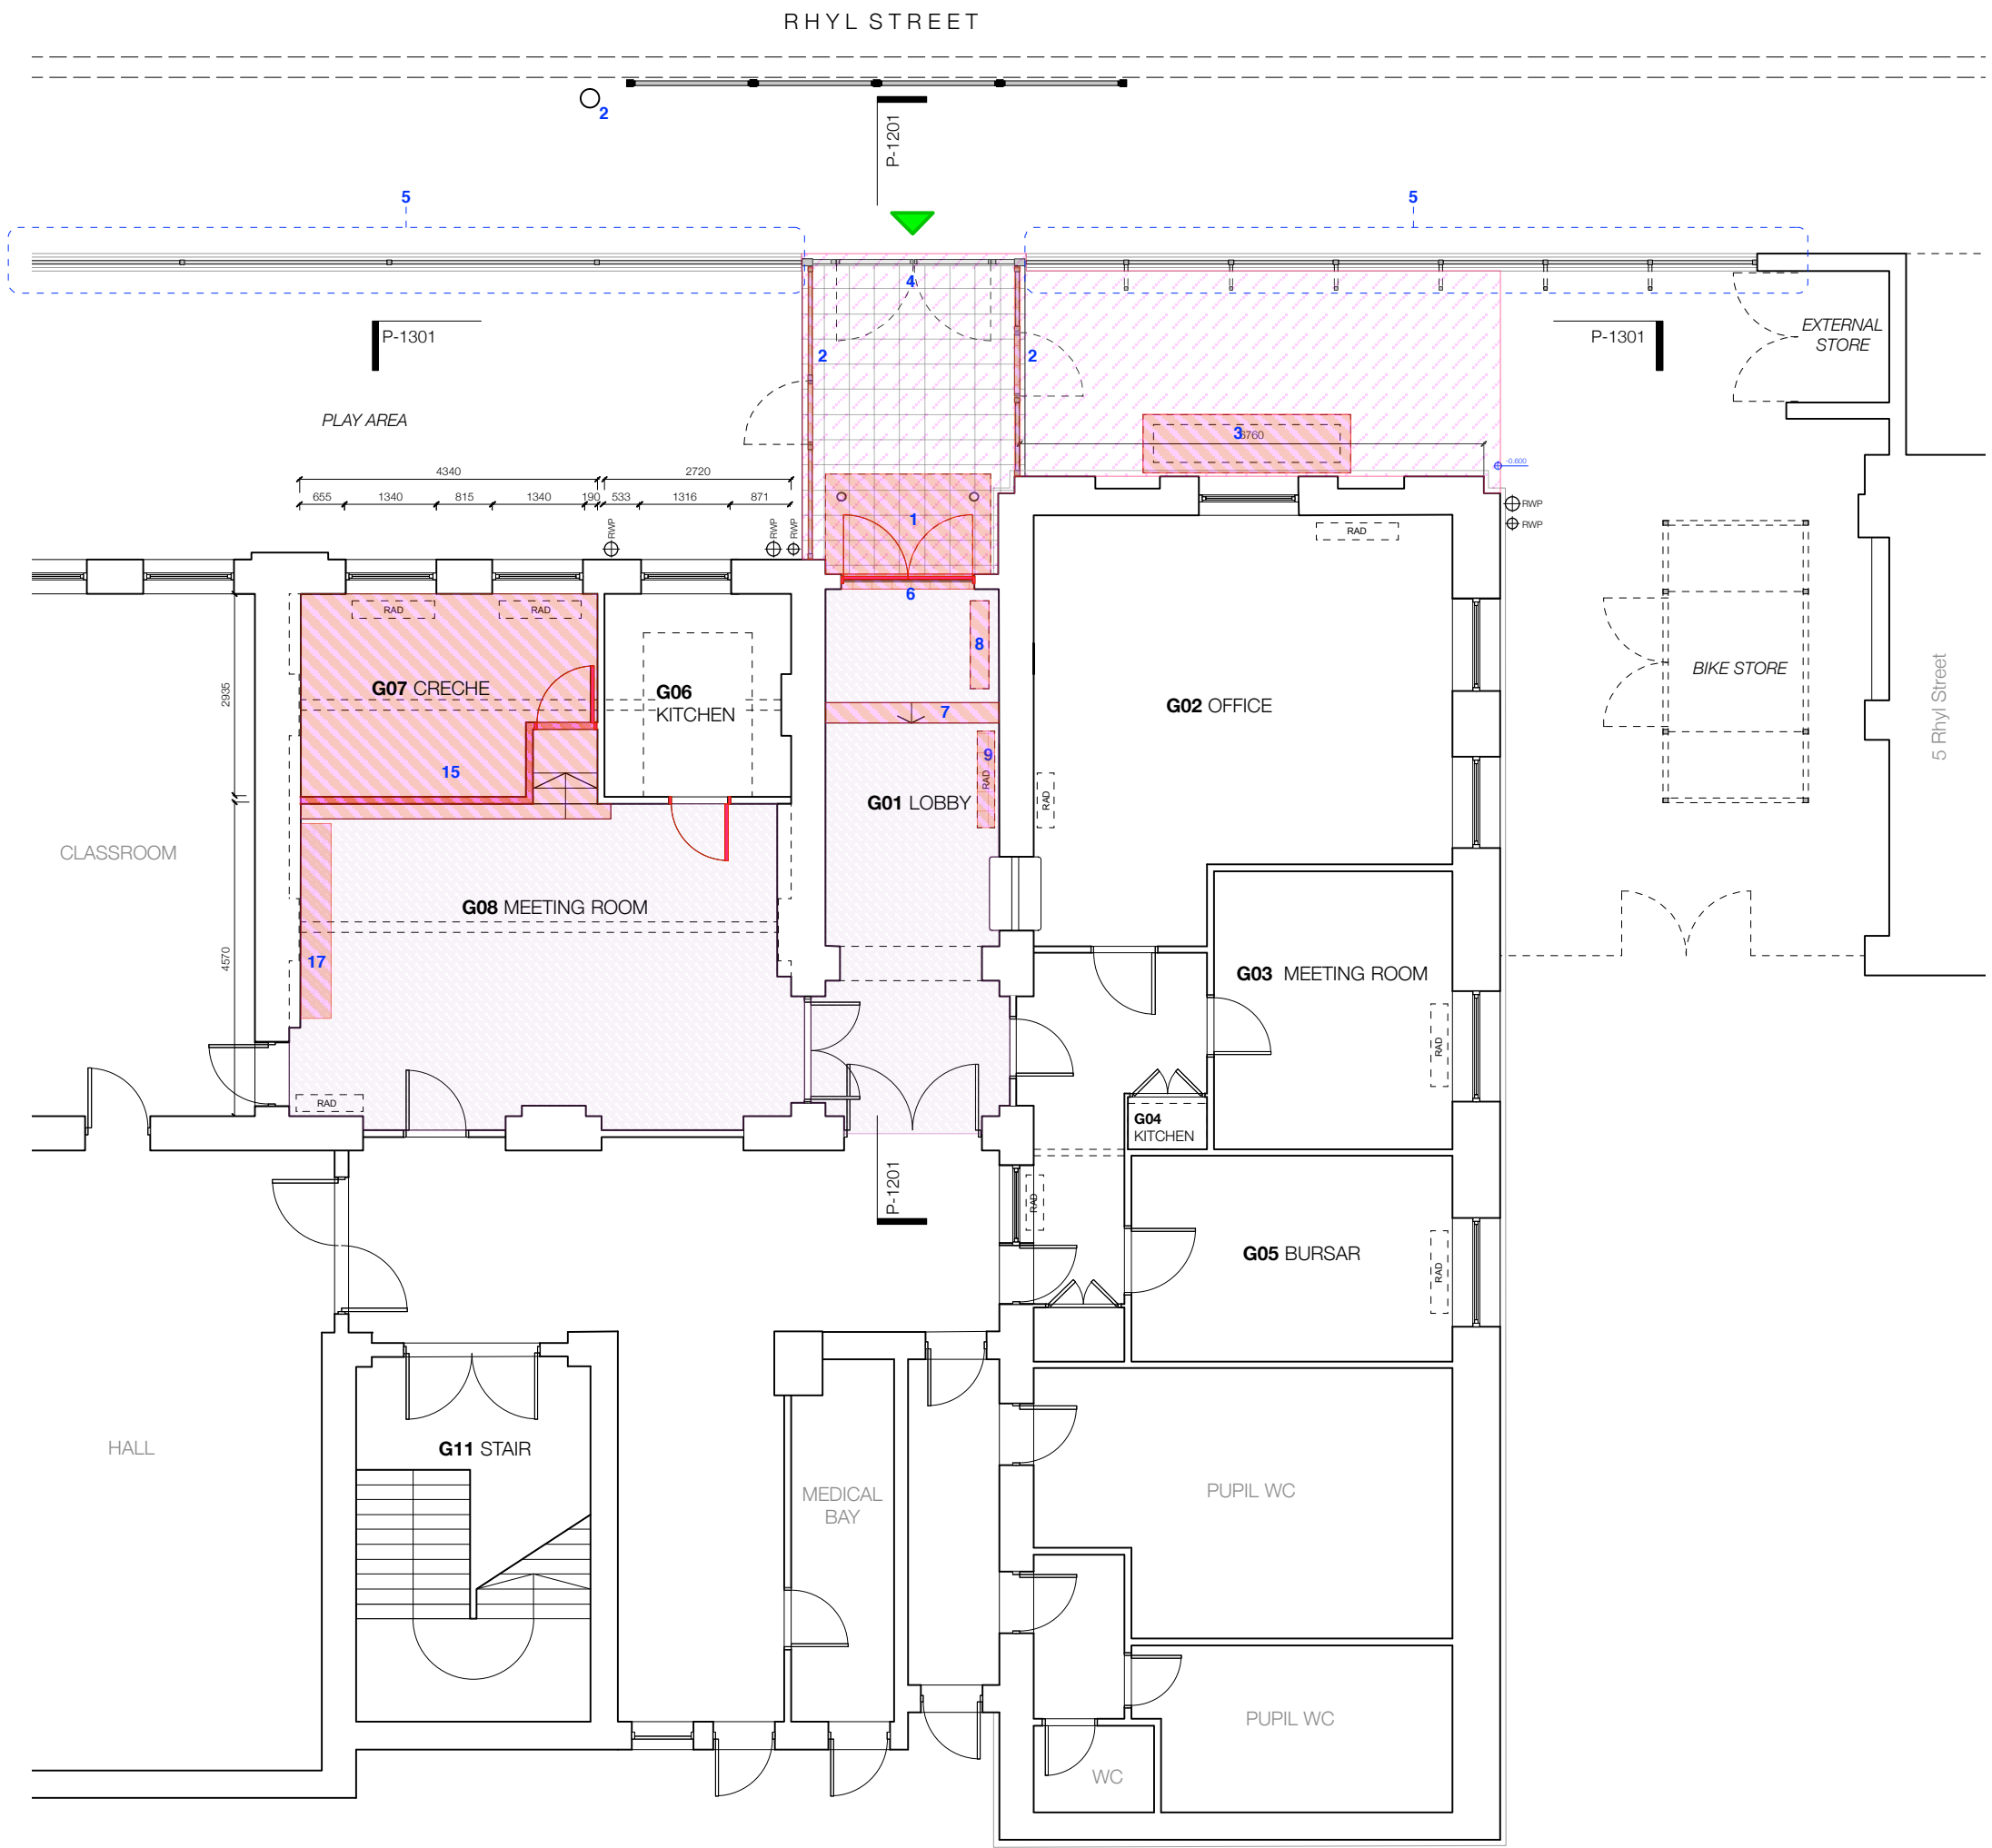 RHYL STREET
2
P-1201
5
5
4
P-1301
P-1301
EXTERNAL
STORE
2
2
PLAY AREA
3
6760
-0.600
4340
2720
655
1340
815
1340
190
533
1316
871
RWP
RWP
RWP
RWP
RWP
1
RAD
6
RAD
RAD
8
2935
G07 CRECHE
G06
KITCHEN
G02 OFFICE
BIKE STORE
5 Rhyl Street
7
9
RAD
15
G01 LOBBY
RAD
CLASSROOM
G08 MEETING ROOM
4570
17
G03 MEETING ROOM
RAD
RAD
G04
KITCHEN
P-1201
RAD
G05 BURSAR
RAD
HALL
G11 STAIR
MEDICAL
BAY
PUPIL WC
PUPIL WC
WC